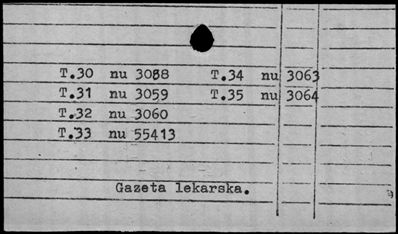 T.30 nu 3058 T.34 nu 3063
T.31 nu 3059 T.35 nu 3064
T.32 nu 3060
T.33 nu 55413
Gazeta lekarska.